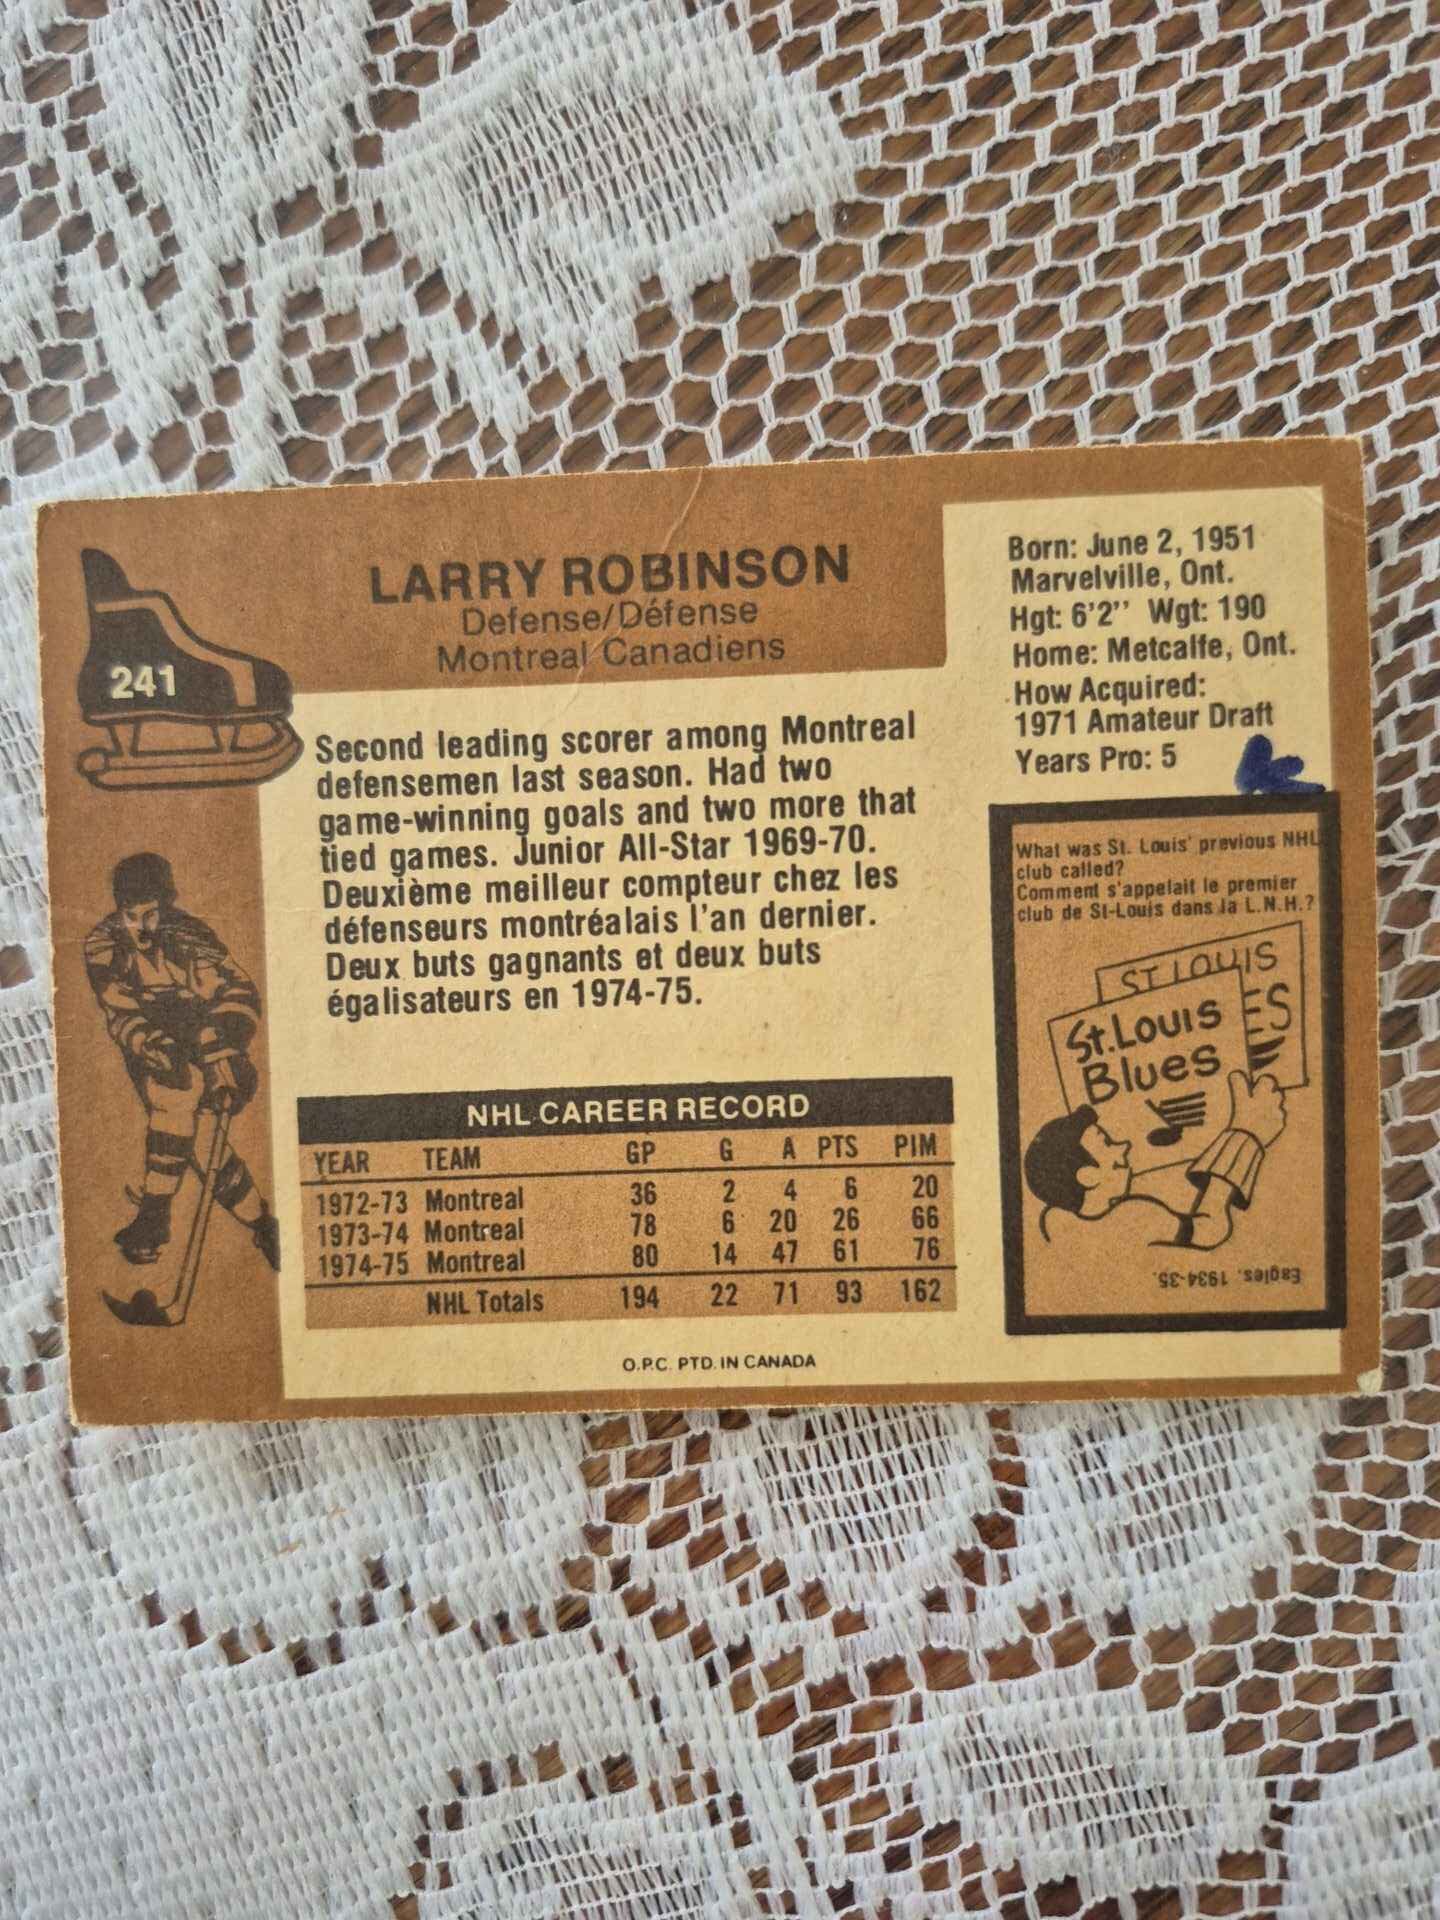 241
LARRY ROBINSON
Defense/Défense
Montreal Canadiens
Born: June 2, 1951
Marvelville, Ont.
Hgt: 6'2'' Wgt: 190
Home: Metcalfe, Ont.
How Acquired:
1971 Amateur Draft
Years Pro: 5
Second leading scorer among Montreal
defensemen last season. Had two
game-winning goals and two more that
tied games. Junior All-Star 1969-70.
Deuxième meilleur compteur chez les
défenseurs montréalais l'an dernier.
Deux buts gagnants et deux buts
égalisateurs en 1974-75.
NHL CAREER RECORD
YEAR TEAM GP G A PTS PIM
1972-73 Montreal 36 2 4 6 20
1973-74 Montreal 78 6 20 26 66
1974-75 Montreal 80 14 47 61 76
NHL Totals 194 22 71 93 162
O.P.C. PTD. IN CANADA
What was St. Louis' previous NHL
club called?
Comment s'appelait le premier
club de St-Louis dans la L.N.H.?
ST LOUIS
ES
St. Louis
Blues
Eagles. 1934-35.